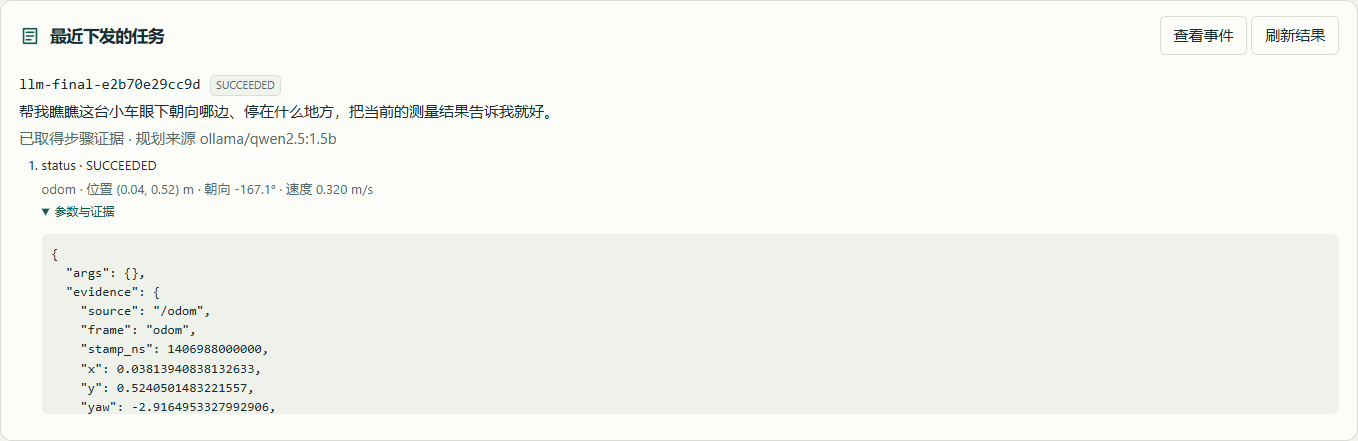 最近下发的任务
查看事件
刷新结果
llm-final-e2b70e29cc9d SUCCEEDED
帮我瞧瞧这台小车眼下朝向哪边、停在什么地方，把当前的测量结果告诉我就好。
已取得步骤证据 · 规划来源 ollama/qwen2.5:1.5b
1. status · SUCCEEDED
odom · 位置 (0.04, 0.52) m · 朝向 -167.1° · 速度 0.320 m/s
▼ 参数与证据
{
  "args": {},
  "evidence": {
    "source": "/odom",
    "frame": "odom",
    "stamp_ns": 1406988000000,
    "x": 0.03813940838132633,
    "y": 0.5240501483221557,
    "yaw": -2.9164953327992906,